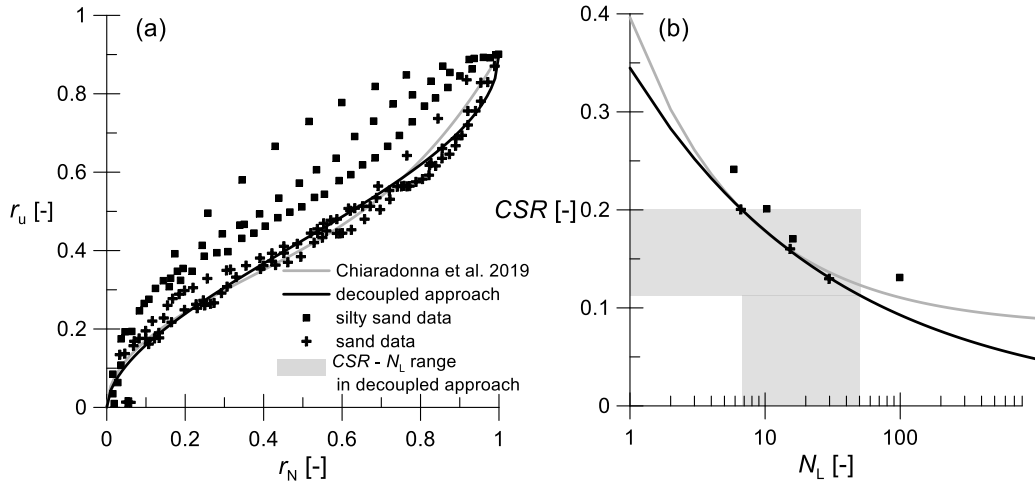 (a)
1
0.8
0.6
0.4
0.2
0
r_u [-]
0
0.2
0.4
0.6
0.8
1
r_N [-]
Chiaradonna et al. 2019
decoupled approach
silty sand data
sand data
CSR - N_L range
in decoupled approach
(b)
0.4
0.3
0.2
0.1
0
CSR [-]
1
10
100
N_L [-]